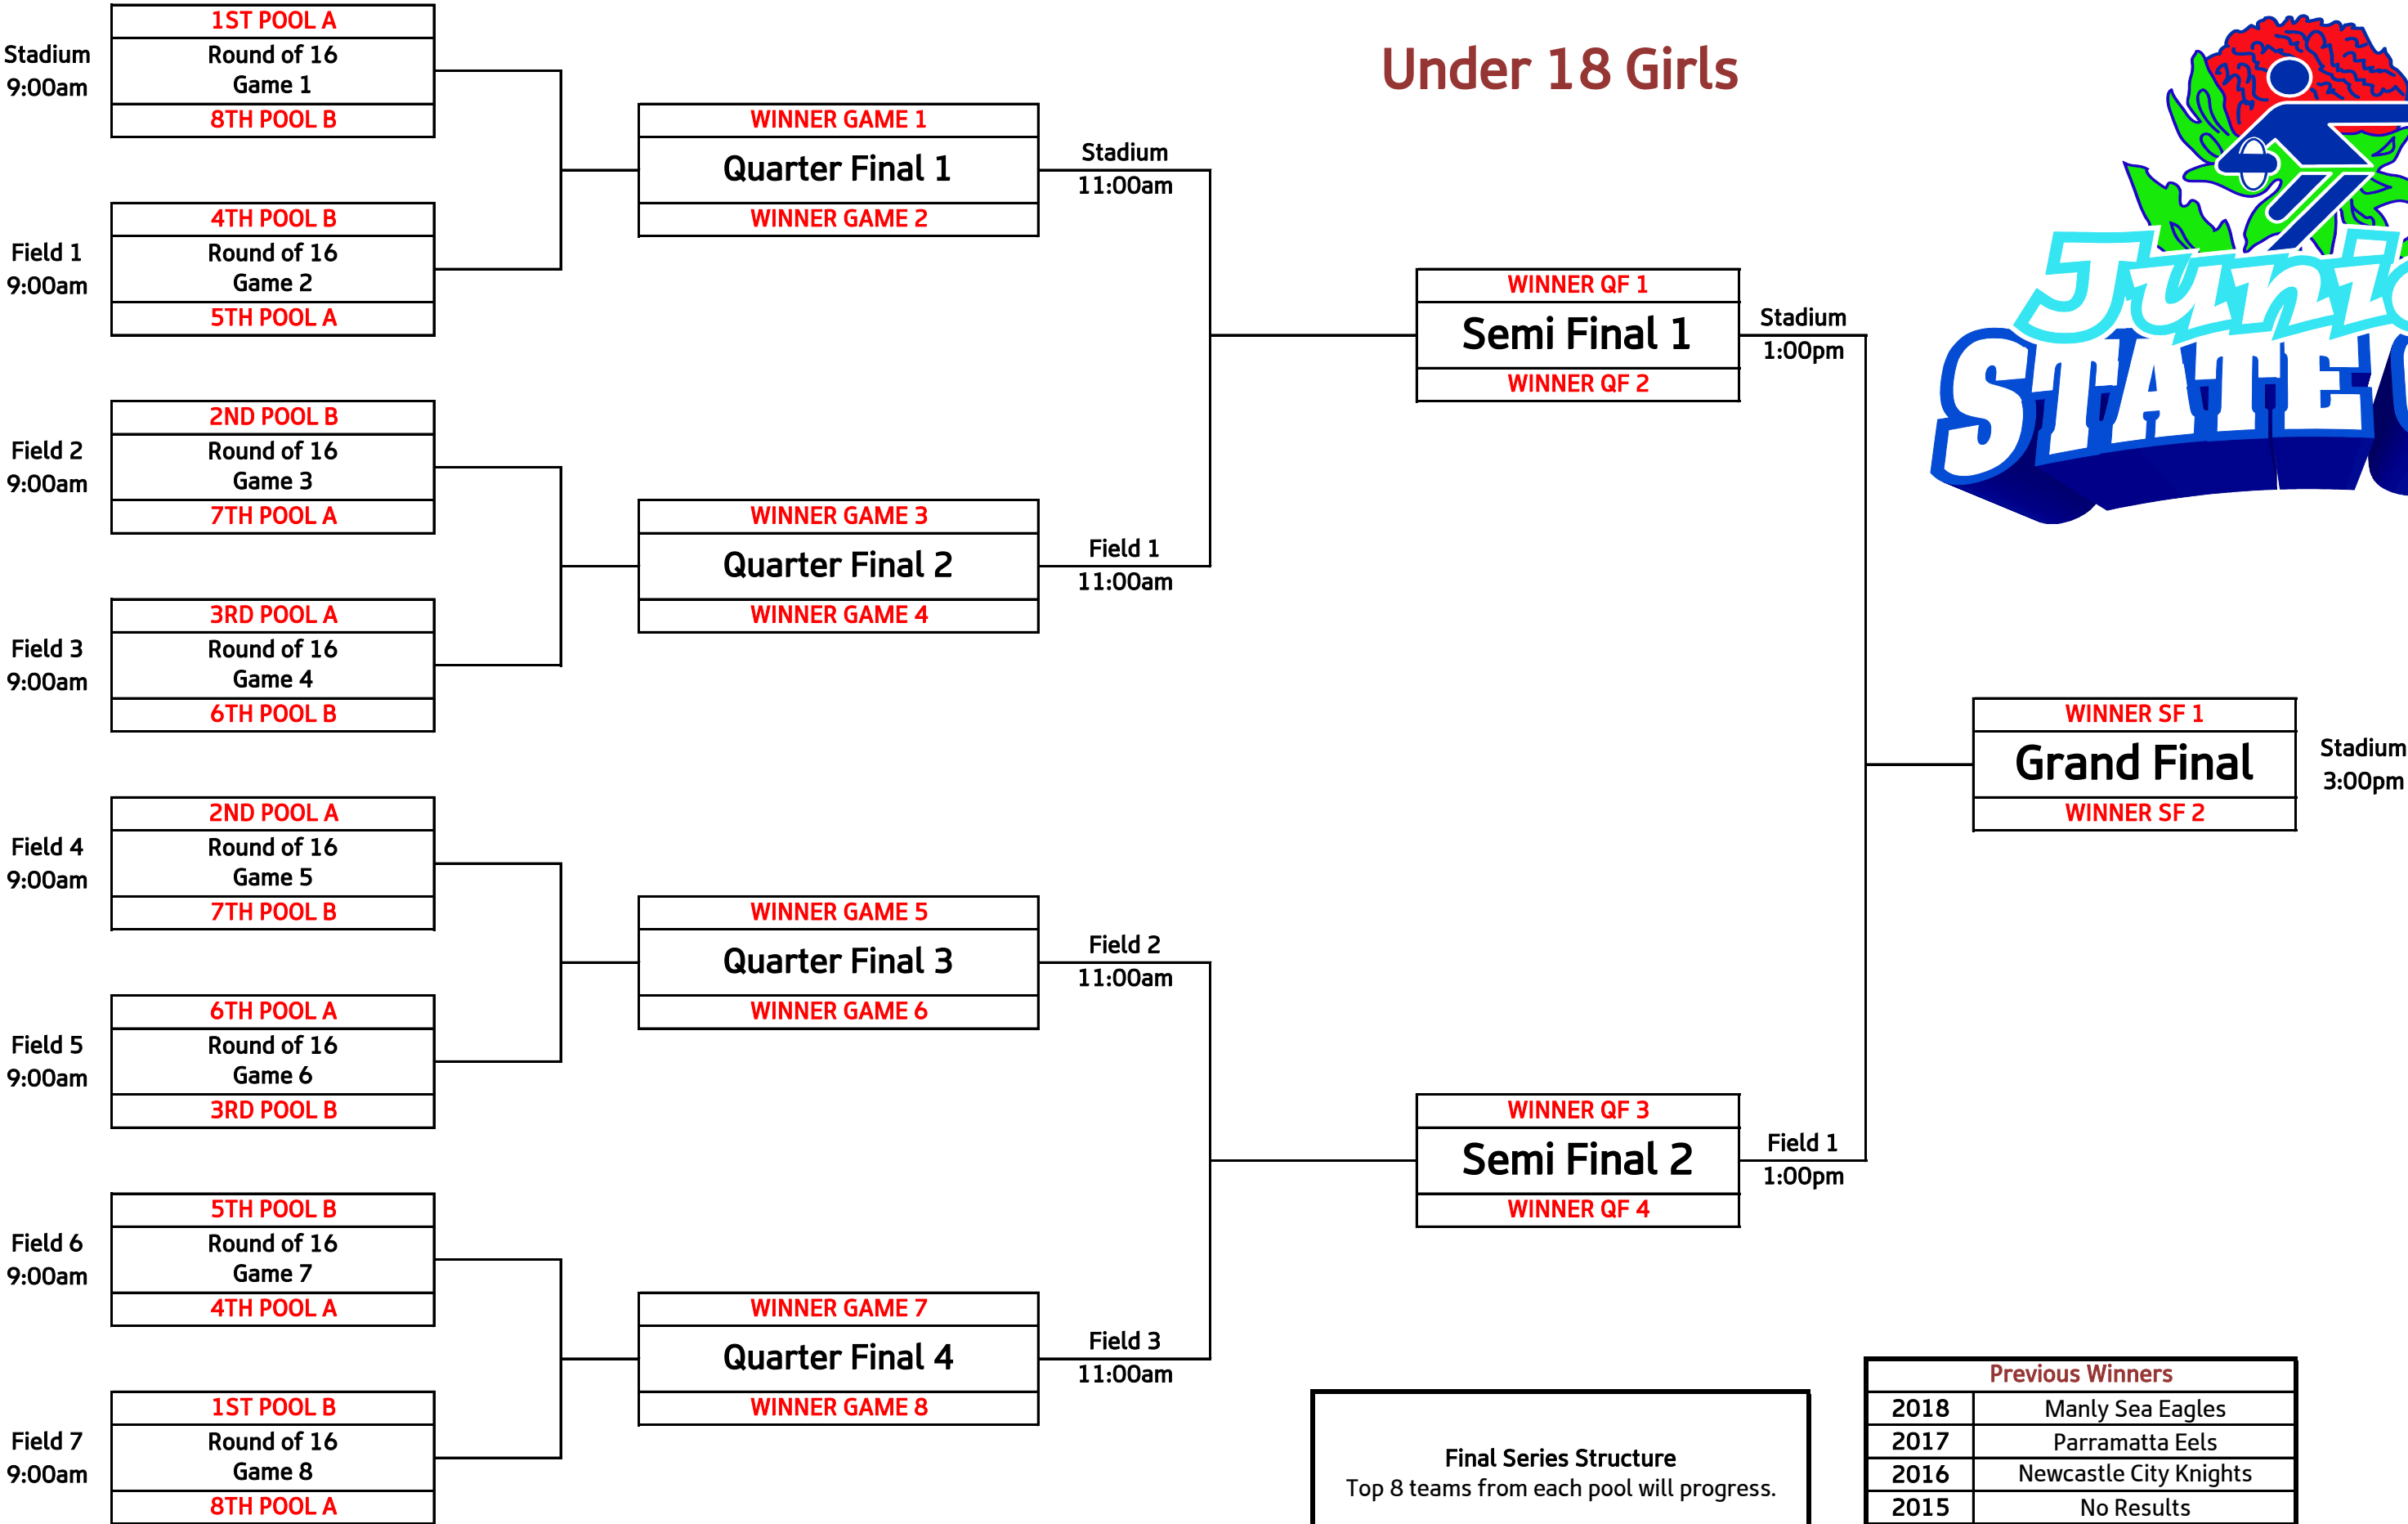 Under 18 Girls
Junio
STATE
1ST POOL A
Stadium
9:00am
Round of 16
Game 1
8TH POOL B
4TH POOL B
Field 1
9:00am
Round of 16
Game 2
5TH POOL A
2ND POOL B
Field 2
9:00am
Round of 16
Game 3
7TH POOL A
3RD POOL A
Field 3
9:00am
Round of 16
Game 4
6TH POOL B
2ND POOL A
Field 4
9:00am
Round of 16
Game 5
7TH POOL B
6TH POOL A
Field 5
9:00am
Round of 16
Game 6
3RD POOL B
5TH POOL B
Field 6
9:00am
Round of 16
Game 7
4TH POOL A
1ST POOL B
Field 7
9:00am
Round of 16
Game 8
8TH POOL A
WINNER GAME 1
Quarter Final 1
WINNER GAME 2
Stadium
11:00am
WINNER GAME 3
Quarter Final 2
WINNER GAME 4
Field 1
11:00am
WINNER GAME 5
Quarter Final 3
WINNER GAME 6
Field 2
11:00am
WINNER GAME 7
Quarter Final 4
WINNER GAME 8
Field 3
11:00am
WINNER QF 1
Semi Final 1
WINNER QF 2
Stadium
1:00pm
WINNER QF 3
Semi Final 2
WINNER QF 4
Field 1
1:00pm
WINNER SF 1
Grand Final
WINNER SF 2
Stadium
3:00pm
Final Series Structure
Top 8 teams from each pool will progress.
Previous Winners
2018 Manly Sea Eagles
2017 Parramatta Eels
2016 Newcastle City Knights
2015 No Results